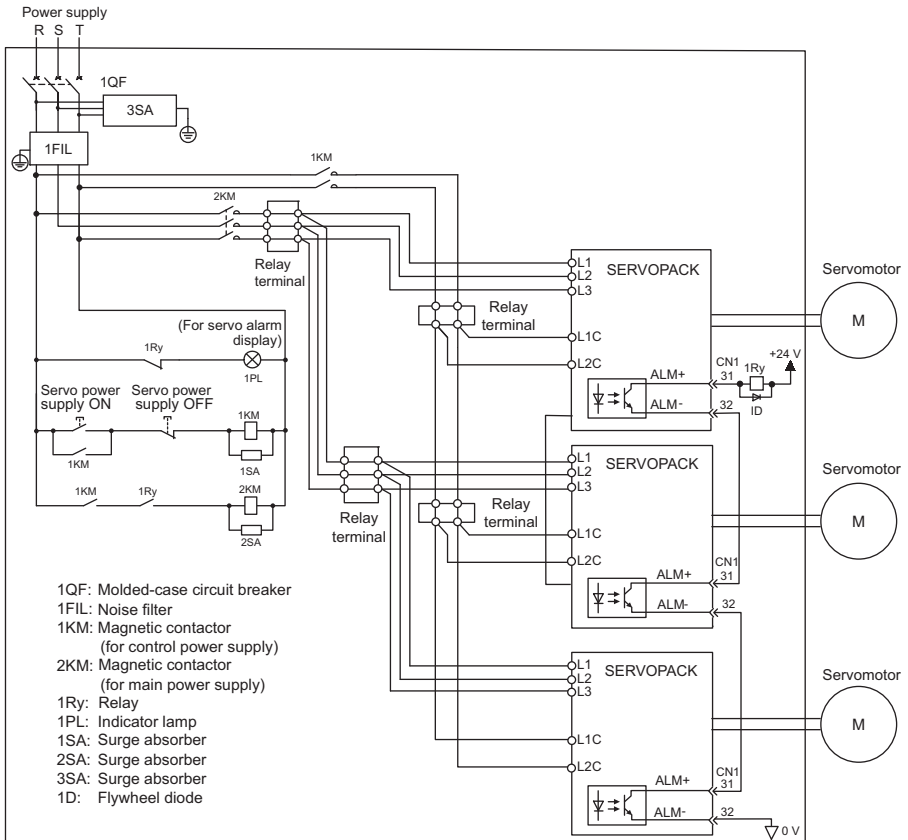 Power supply
R S T
1QF
3SA
1FIL
1KM
2KM
Relay
terminal
L1
L2
L3
SERVOPACK
Servomotor
M
Relay
terminal
L1C
L2C
(For servo alarm
display)
1Ry
1PL
ALM+
ALM-
CN1
31
32
1Ry
+24 V
ID
Servo power
supply ON
Servo power
supply OFF
1KM
1KM
1SA
1KM
1Ry
2KM
2SA
Relay
terminal
L1
L2
L3
SERVOPACK
Servomotor
M
Relay
terminal
L1C
L2C
ALM+
ALM-
CN1
31
32
1QF: Molded-case circuit breaker
1FIL: Noise filter
1KM: Magnetic contactor
(for control power supply)
2KM: Magnetic contactor
(for main power supply)
1Ry: Relay
1PL: Indicator lamp
1SA: Surge absorber
2SA: Surge absorber
3SA: Surge absorber
1D: Flywheel diode
L1
L2
L3
SERVOPACK
Servomotor
M
L1C
L2C
ALM+
ALM-
CN1
31
32
0 V